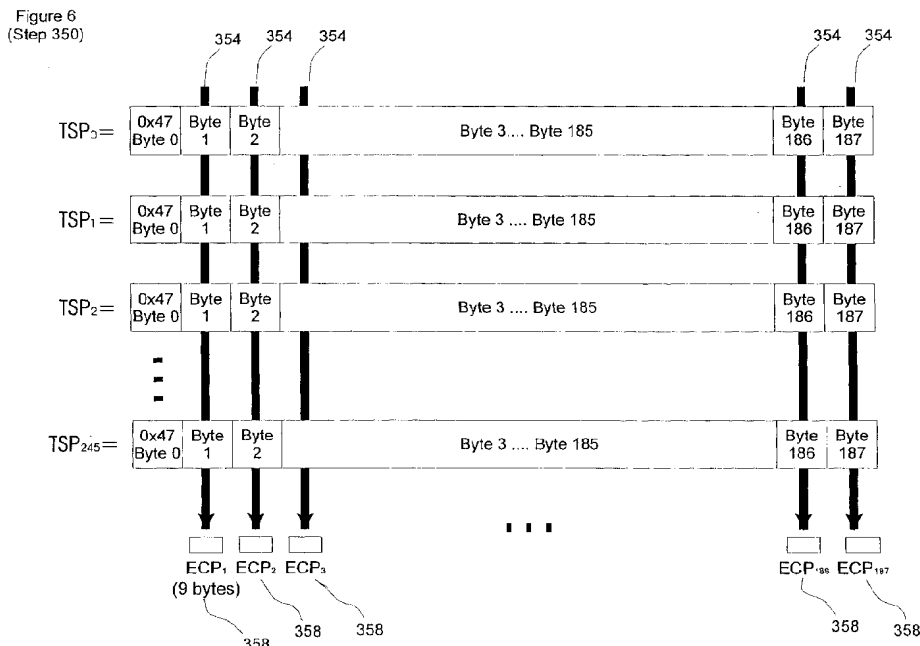 Figure 6
(Step 350)
354 354 354 354 354
TSP₀= 0x47 Byte 0 Byte 1 Byte 2 Byte 3 .... Byte 185 Byte 186 Byte 187
TSP₁= 0x47 Byte 0 Byte 1 Byte 2 Byte 3 .... Byte 185 Byte 186 Byte 187
TSP₂= 0x47 Byte 0 Byte 1 Byte 2 Byte 3 .... Byte 185 Byte 186 Byte 187
TSP₂₄₅= 0x47 Byte 0 Byte 1 Byte 2 Byte 3 .... Byte 185 Byte 186 Byte 187
ECP₁ ECP₂ ECP₃ ECP₁₈₆ ECP₁₈₇
(9 bytes)
358 358 358 358 358